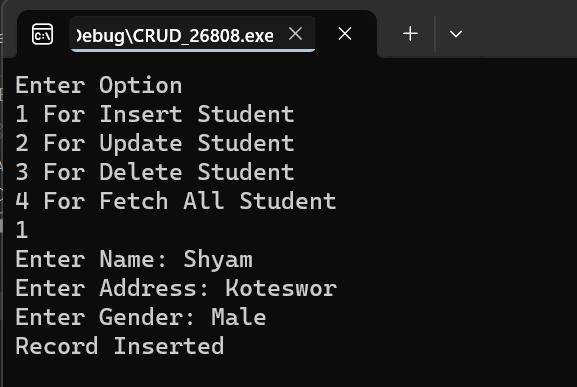 Debug\CRUD_26808.exe
Enter Option
1 For Insert Student
2 For Update Student
3 For Delete Student
4 For Fetch All Student
1
Enter Name: Shyam
Enter Address: Koteswor
Enter Gender: Male
Record Inserted